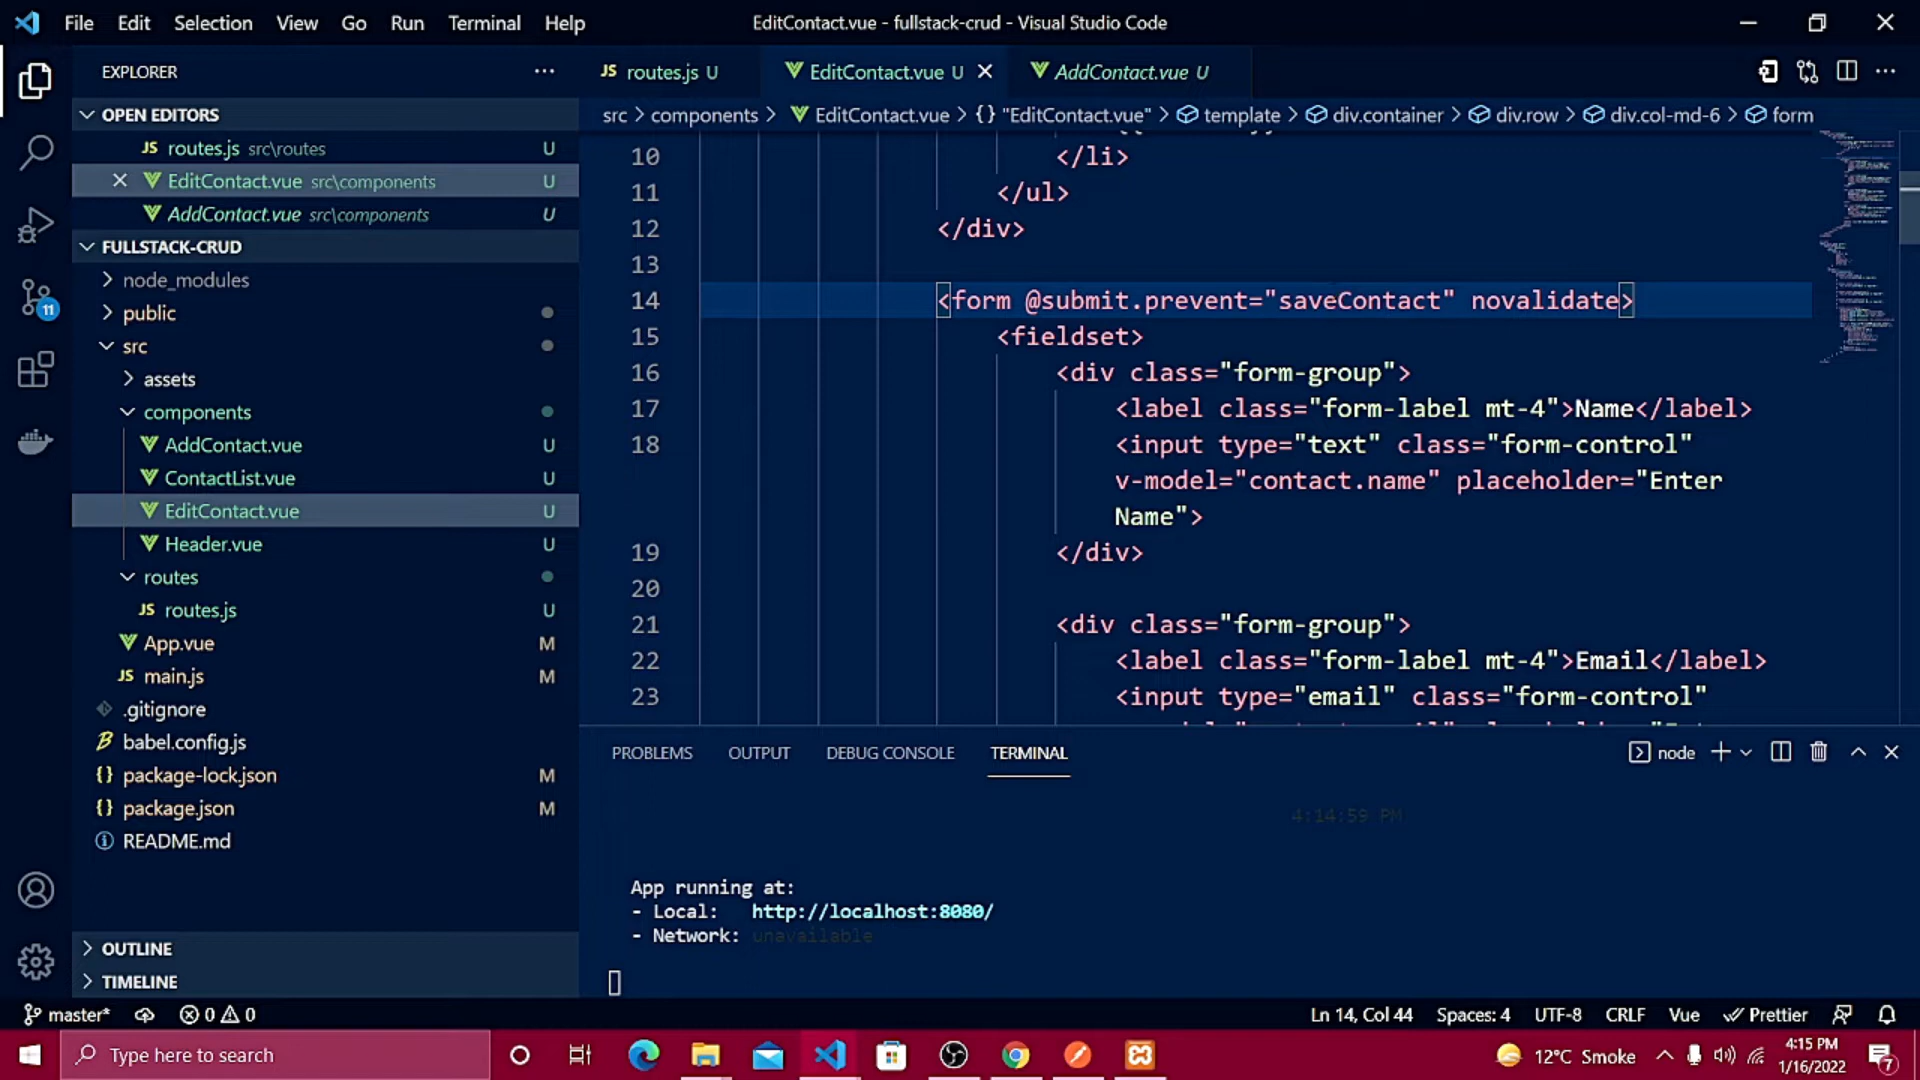 File Edit Selection View Go Run Terminal Help
EditContact.vue - fullstack-crud - Visual Studio Code
EXPLORER
OPEN EDITORS
JS routes.js src\routes U
EditContact.vue src\components U
AddContact.vue src\components U
FULLSTACK-CRUD
node_modules
public
src
assets
components
AddContact.vue U
ContactList.vue U
EditContact.vue U
Header.vue U
routes
JS routes.js U
App.vue M
JS main.js M
.gitignore
babel.config.js
{} package-lock.json M
{} package.json M
README.md
OUTLINE
TIMELINE
11
JS routes.js U EditContact.vue U AddContact.vue U
src > components > EditContact.vue > {} "EditContact.vue" > template > div.container > div.row > div.col-md-6 > form
10 </li>
11 </ul>
12 </div>
13
14 <form @submit.prevent="saveContact" novalidate>
15 <fieldset>
16 <div class="form-group">
17 <label class="form-label mt-4">Name</label>
18 <input type="text" class="form-control"
v-model="contact.name" placeholder="Enter
Name">
19 </div>
20
21 <div class="form-group">
22 <label class="form-label mt-4">Email</label>
23 <input type="email" class="form-control"
PROBLEMS OUTPUT DEBUG CONSOLE TERMINAL node
4:14:59 PM
App running at:
- Local: http://localhost:8080/
- Network: unavailable
master* 0 0 Ln 14, Col 44 Spaces: 4 UTF-8 CRLF Vue Prettier
Type here to search
12°C Smoke
4:15 PM
1/16/2022
7